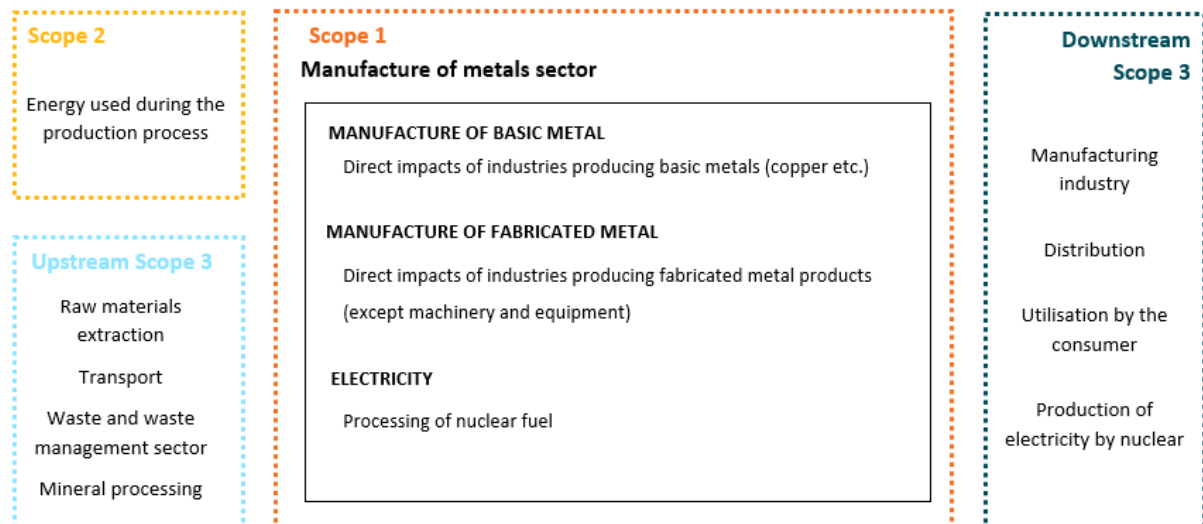 Scope 2
Energy used during the
production process
Upstream Scope 3
Raw materials
extraction
Transport
Waste and waste
management sector
Mineral processing
Scope 1
Manufacture of metals sector
MANUFACTURE OF BASIC METAL
Direct impacts of industries producing basic metals (copper etc.)
MANUFACTURE OF FABRICATED METAL
Direct impacts of industries producing fabricated metal products
(except machinery and equipment)
ELECTRICITY
Processing of nuclear fuel
Downstream
Scope 3
Manufacturing
industry
Distribution
Utilisation by the
consumer
Production of
electricity by nuclear